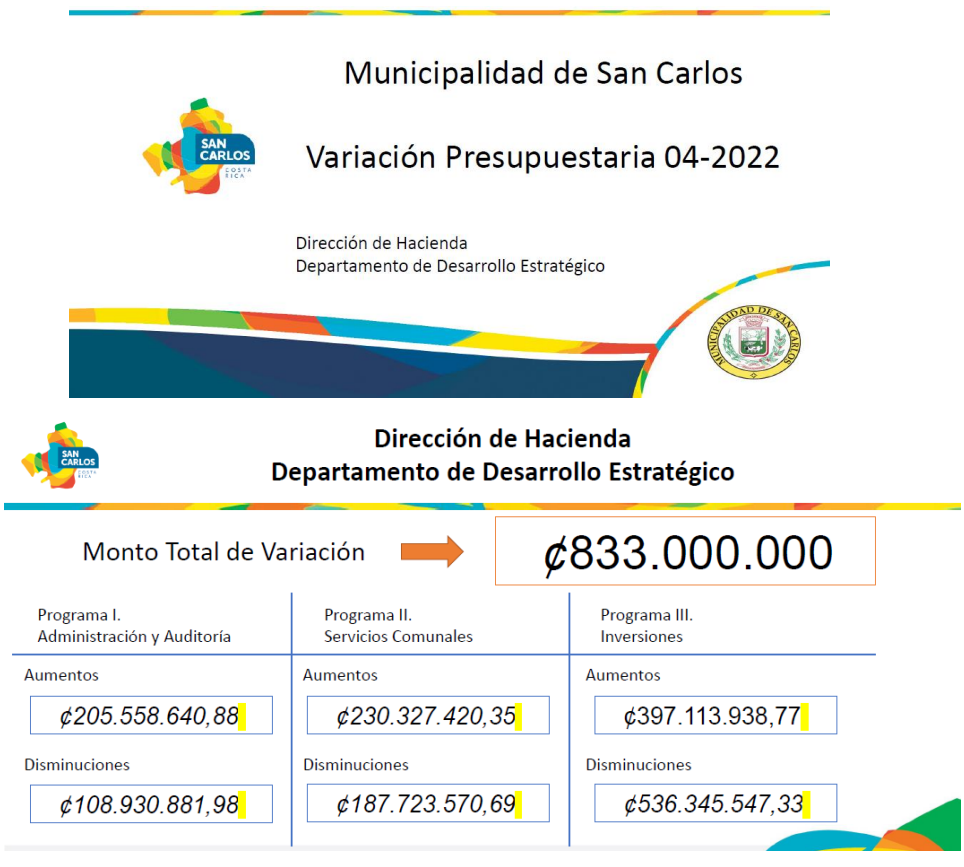 Municipalidad de San Carlos
SAN
CARLOS
COSTA
RICA
Variación Presupuestaria 04-2022
Dirección de Hacienda
Departamento de Desarrollo Estratégico
MUNICIPALIDAD DE SAN CARLOS
SAN
CARLOS
COSTA
RICA
Dirección de Hacienda
Departamento de Desarrollo Estratégico
Monto Total de Variación
₡833.000.000
Programa I.
Administración y Auditoría
Programa II.
Servicios Comunales
Programa III.
Inversiones
Aumentos
Aumentos
Aumentos
₡205.558.640,88
₡230.327.420,35
₡397.113.938,77
Disminuciones
Disminuciones
Disminuciones
₡108.930.881,98
₡187.723.570,69
₡536.345.547,33